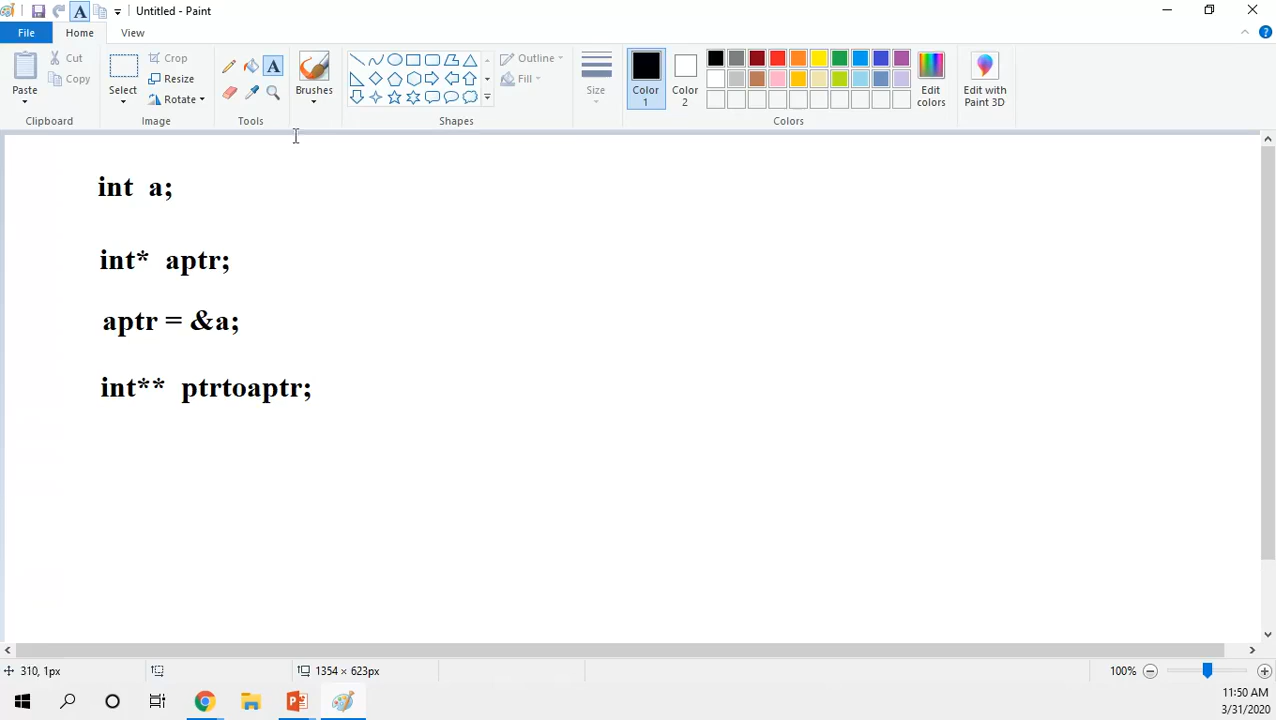 Untitled - Paint
File Home View
Paste
Cut
Copy
Clipboard
Select
Crop
Resize
Rotate
Image
A
Tools
Brushes
Shapes
Outline
Fill
Size
Color 1
Color 2
Colors
Edit colors
Edit with Paint 3D
int a;
int* aptr;
aptr = &a;
int** ptrtoaptr;
310, 1px
1354 × 623px
100%
11:50 AM
3/31/2020